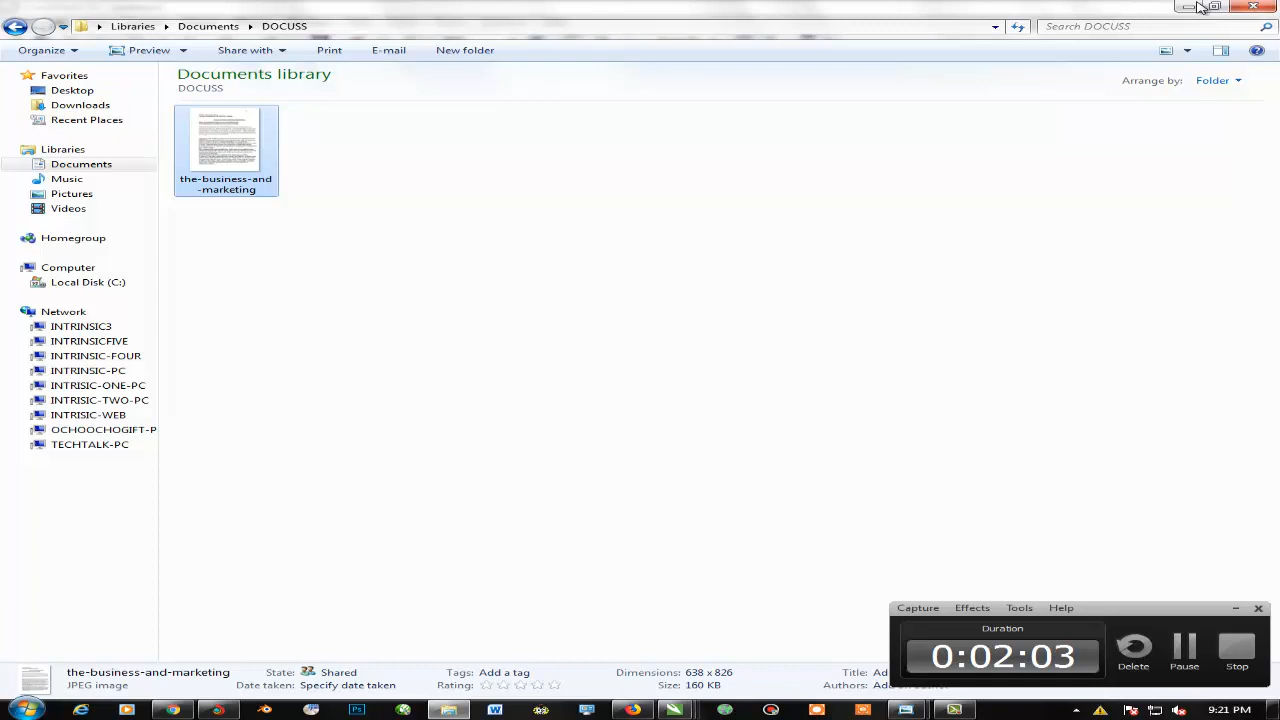 Libraries
Documents
DOCUSS
Search DOCUSS
Organize
Preview
Share with
Print
E-mail
New folder
Favorites
Desktop
Downloads
Recent Places
Libraries
Documents
Music
Pictures
Videos
Homegroup
Computer
Local Disk (C:)
Network
INTRINSIC3
INTRINSICFIVE
INTRINSIC-FOUR
INTRINSIC-PC
INTRISIC-ONE-PC
INTRISIC-TWO-PC
INTRISIC-WEB
OCHOOCHOGIFT-P
TECHTALK-PC
Documents library
DOCUSS
Arrange by: Folder
the-business-and
-marketing
Capture Effects Tools Help
Duration
0:02:03
Delete
Pause
Stop
the-business-and-marketing
JPEG image
State: Shared
Date taken: Specify date taken
Tags: Add a tag
Rating:
Dimensions: 638 x 826
Size: 160 KB
Title:
Authors:
9:21 PM